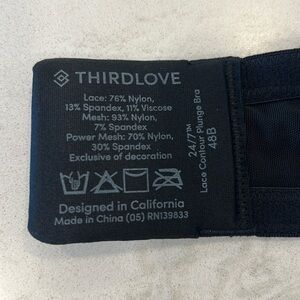 THIRDLOVE
Lace: 76% Nylon,
13% Spandex, 11% Viscose
Mesh: 93% Nylon,
7% Spandex
Power Mesh: 70% Nylon,
30% Spandex
Exclusive of decoration
Designed in California
Made in China (05) RN139833
24/7™
Lace Contour Plunge Bra
48B